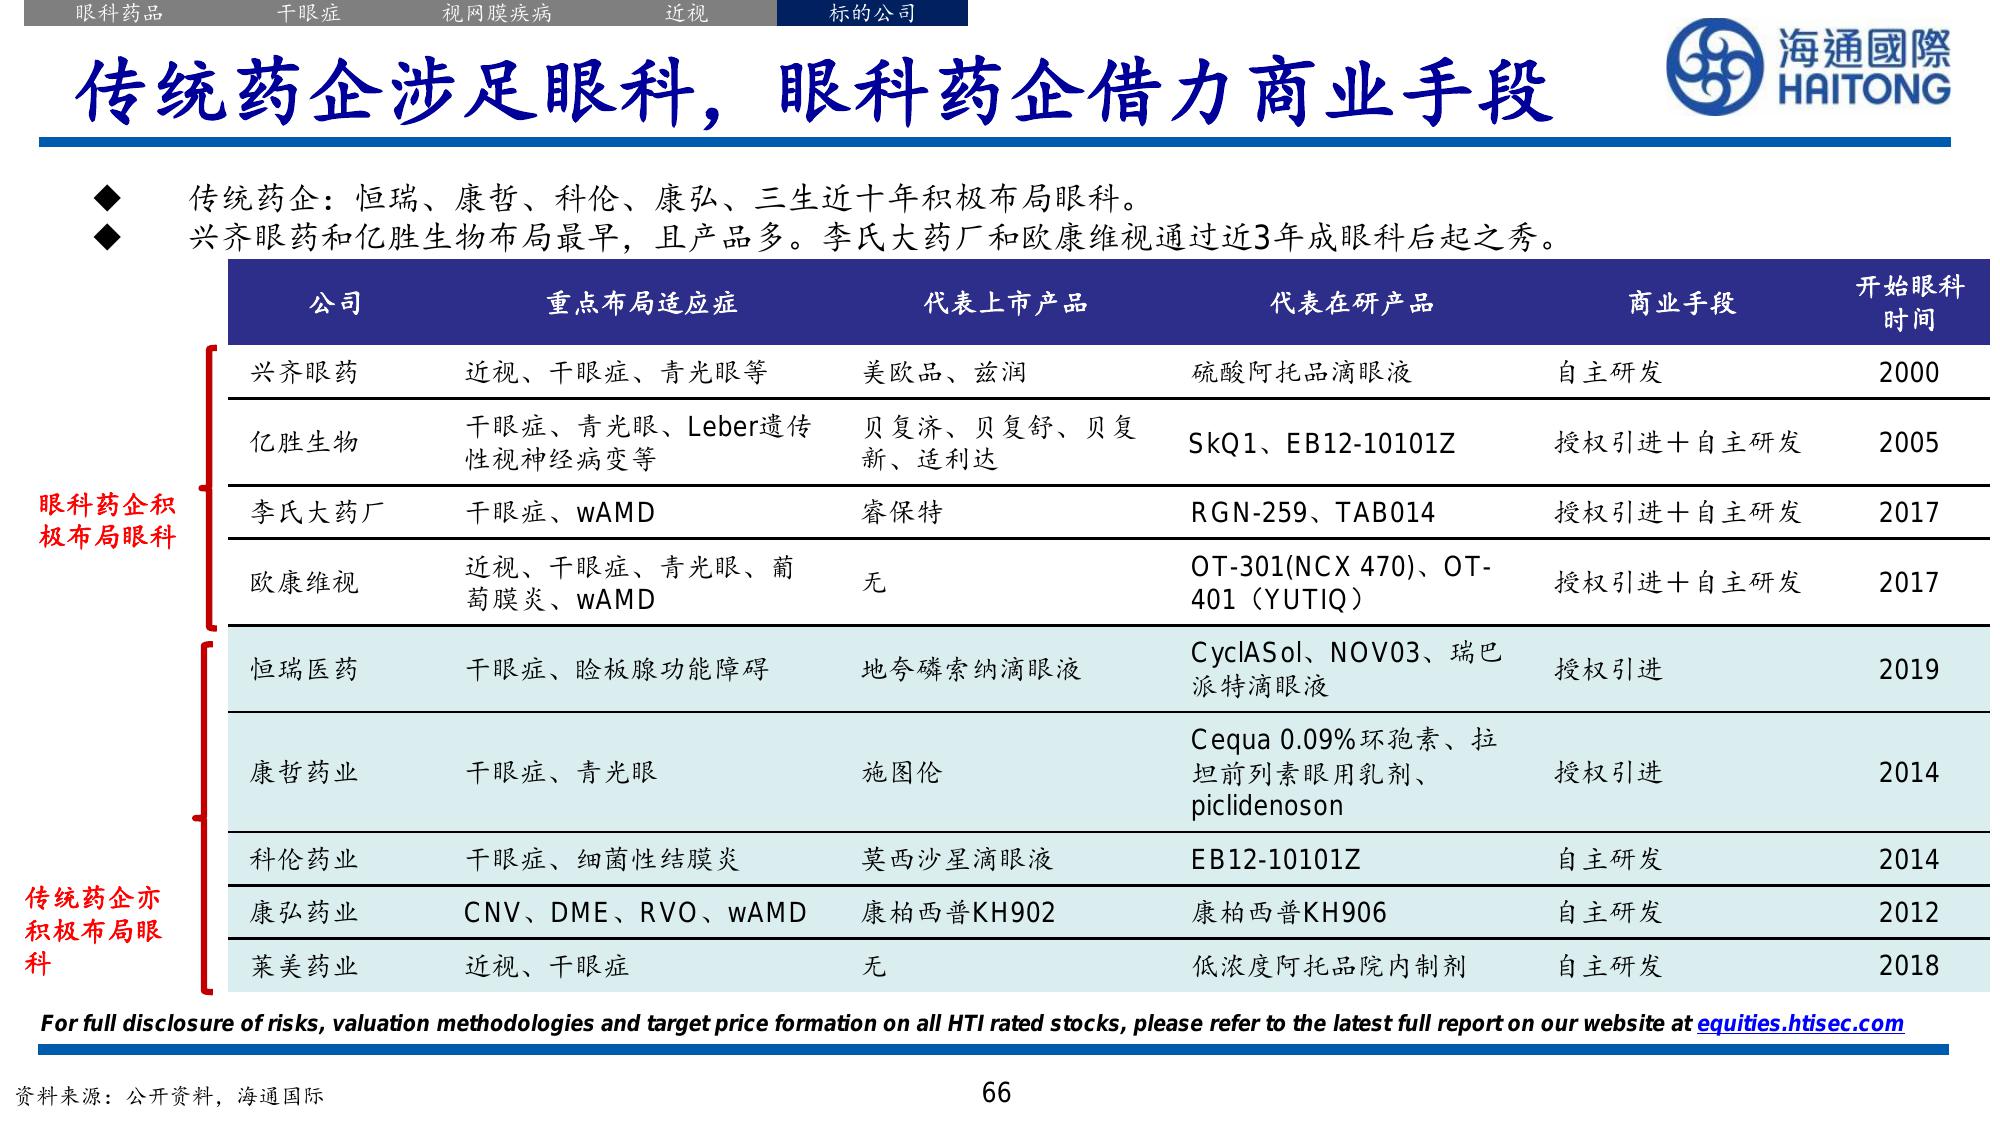 眼科药品 干眼症 视网膜疾病 近视 标的公司
海通國際
HAITONG
传统药企涉足眼科，眼科药企借力商业手段
◆ 传统药企：恒瑞、康哲、科伦、康弘、三生近十年积极布局眼科。
◆ 兴齐眼药和亿胜生物布局最早，且产品多。李氏大药厂和欧康维视通过近3年成眼科后起之秀。
公司 重点布局适应症 代表上市产品 代表在研产品 商业手段 开始眼科
时间
兴齐眼药 近视、干眼症、青光眼等 美欧品、兹润 硫酸阿托品滴眼液 自主研发 2000
亿胜生物 干眼症、青光眼、Leber遗传
性视神经病变等 贝复济、贝复舒、贝复
新、适利达 SkQ1、EB12-10101Z 授权引进＋自主研发 2005
眼科药企积
极布局眼科
李氏大药厂 干眼症、wAMD 睿保特 RGN-259、TAB014 授权引进＋自主研发 2017
欧康维视 近视、干眼症、青光眼、葡
萄膜炎、wAMD 无 OT-301(NCX 470)、OT-
401（YUTIQ） 授权引进＋自主研发 2017
恒瑞医药 干眼症、睑板腺功能障碍 地夸磷索纳滴眼液 CyclASol、NOV03、瑞巴
派特滴眼液 授权引进 2019
康哲药业 干眼症、青光眼 施图伦 Cequa 0.09%环孢素、拉
坦前列素眼用乳剂、
piclidenoson 授权引进 2014
科伦药业 干眼症、细菌性结膜炎 莫西沙星滴眼液 EB12-10101Z 自主研发 2014
传统药企亦
积极布局眼
科
康弘药业 CNV、DME、RVO、wAMD 康柏西普KH902 康柏西普KH906 自主研发 2012
莱美药业 近视、干眼症 无 低浓度阿托品院内制剂 自主研发 2018
For full disclosure of risks, valuation methodologies and target price formation on all HTI rated stocks, please refer to the latest full report on our website at equities.htisec.com
资料来源：公开资料，海通国际
66